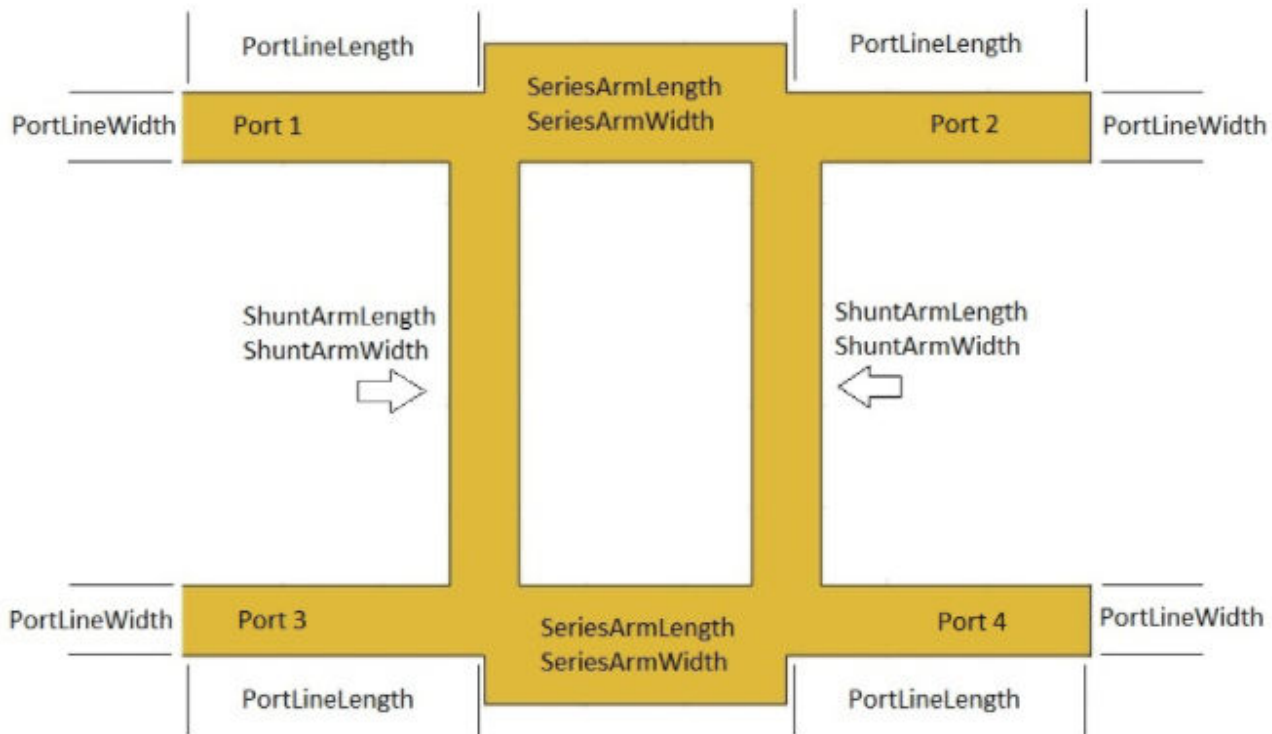 PortLineLength
PortLineLength
SeriesArmLength
SeriesArmWidth
PortLineWidth
Port 1
Port 2
PortLineWidth
ShuntArmLength
ShuntArmWidth
ShuntArmLength
ShuntArmWidth
PortLineWidth
Port 3
SeriesArmLength
SeriesArmWidth
Port 4
PortLineWidth
PortLineLength
PortLineLength